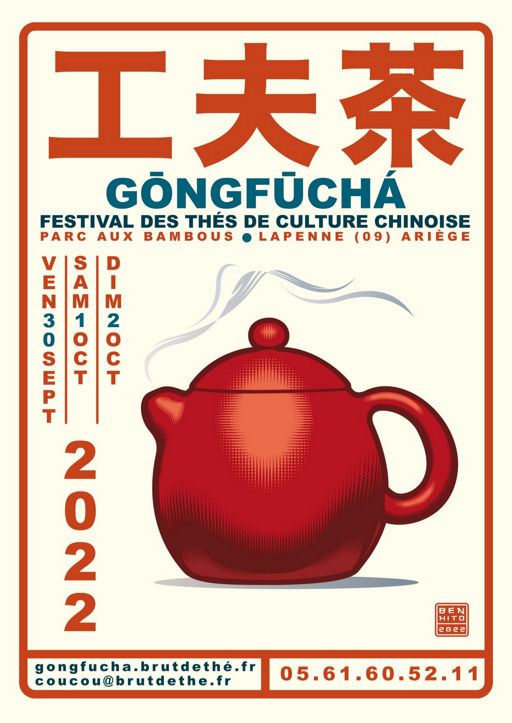 工夫茶
GŌNGFŪCHÁ
FESTIVAL DES THÉS DE CULTURE CHINOISE
PARC AUX BAMBOUS • LAPENNE (09) ARIÈGE
VEN30SEPT
SAM1OCT
DIM2OCT
2022
BEN
HITO
2022
gongfucha.brutdethé.fr
coucou@brutdethe.fr
05.61.60.52.11